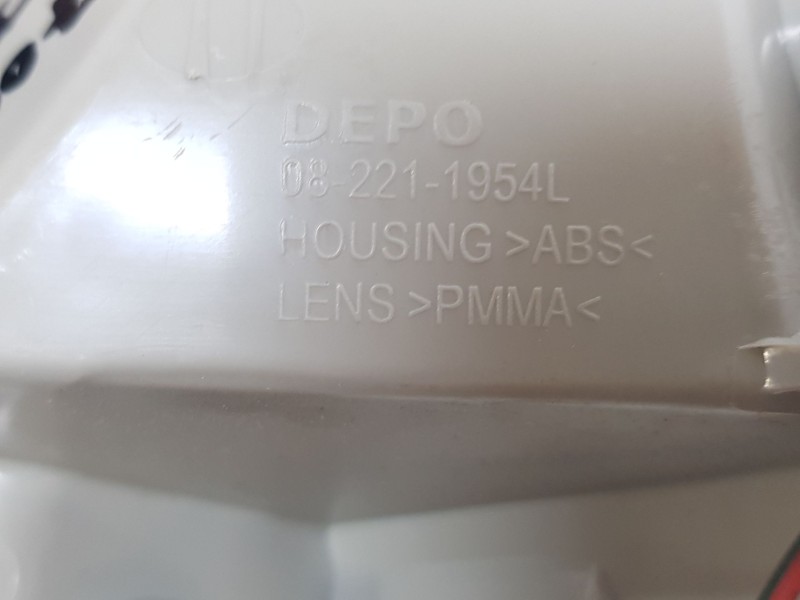 DEPO
08-221-1954L
HOUSING >ABS<
LENS >PMMA<